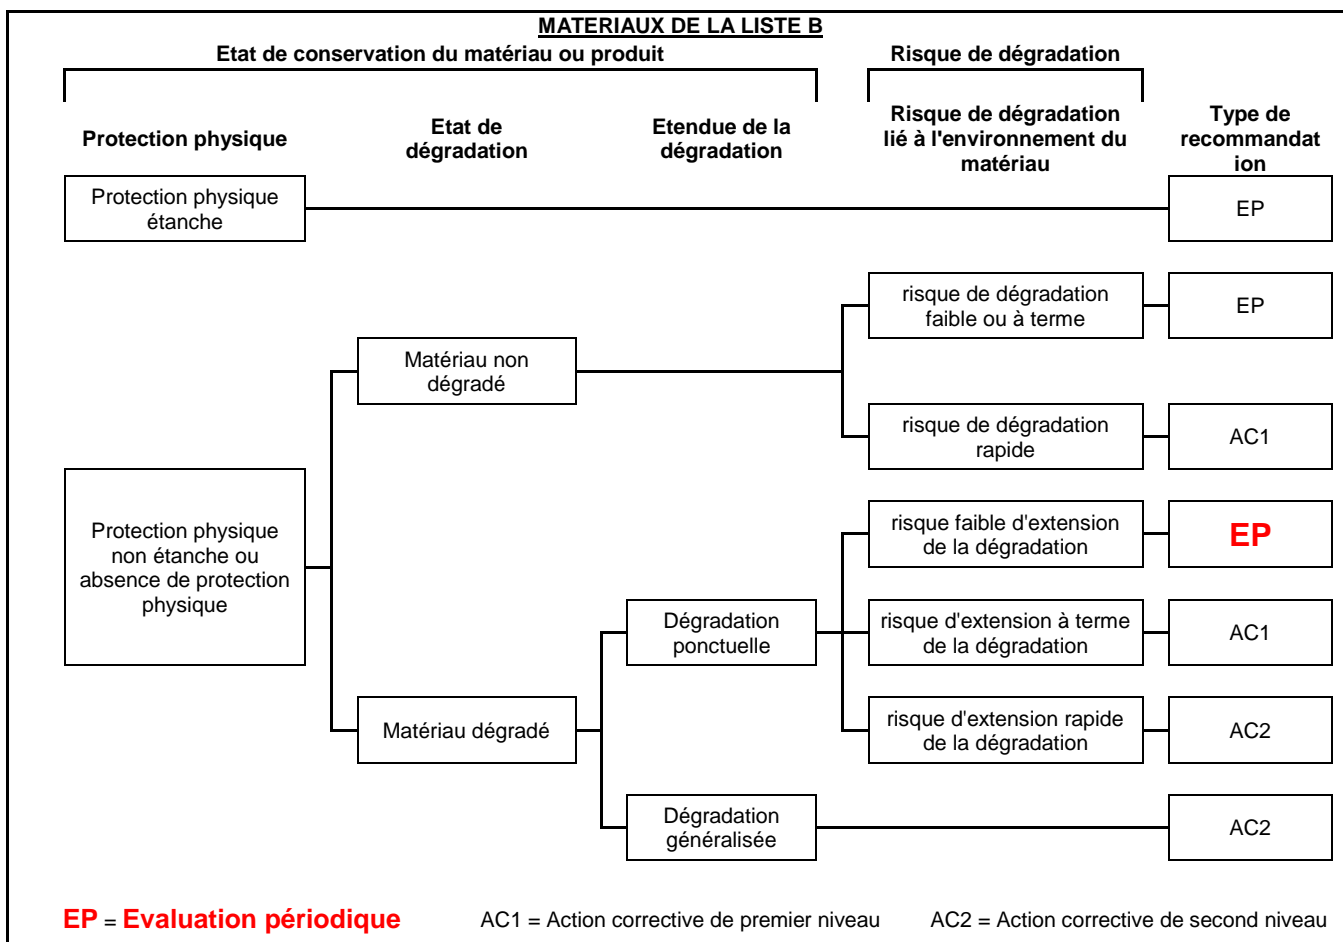 MATERIAUX DE LA LISTE B
Etat de conservation du matériau ou produit
Risque de dégradation
Protection physique
Etat de
dégradation
Etendue de la
dégradation
Risque de dégradation
lié à l'environnement du
matériau
Type de
recommandat
ion
Protection physique
étanche
EP
risque de dégradation
faible ou à terme
EP
Matériau non
dégradé
risque de dégradation
rapide
AC1
Protection physique
non étanche ou
absence de protection
physique
risque faible d'extension
de la dégradation
EP
Dégradation
ponctuelle
risque d'extension à terme
de la dégradation
AC1
Matériau dégradé
risque d'extension rapide
de la dégradation
AC2
Dégradation
généralisée
AC2
EP = Evaluation périodique
AC1 = Action corrective de premier niveau
AC2 = Action corrective de second niveau